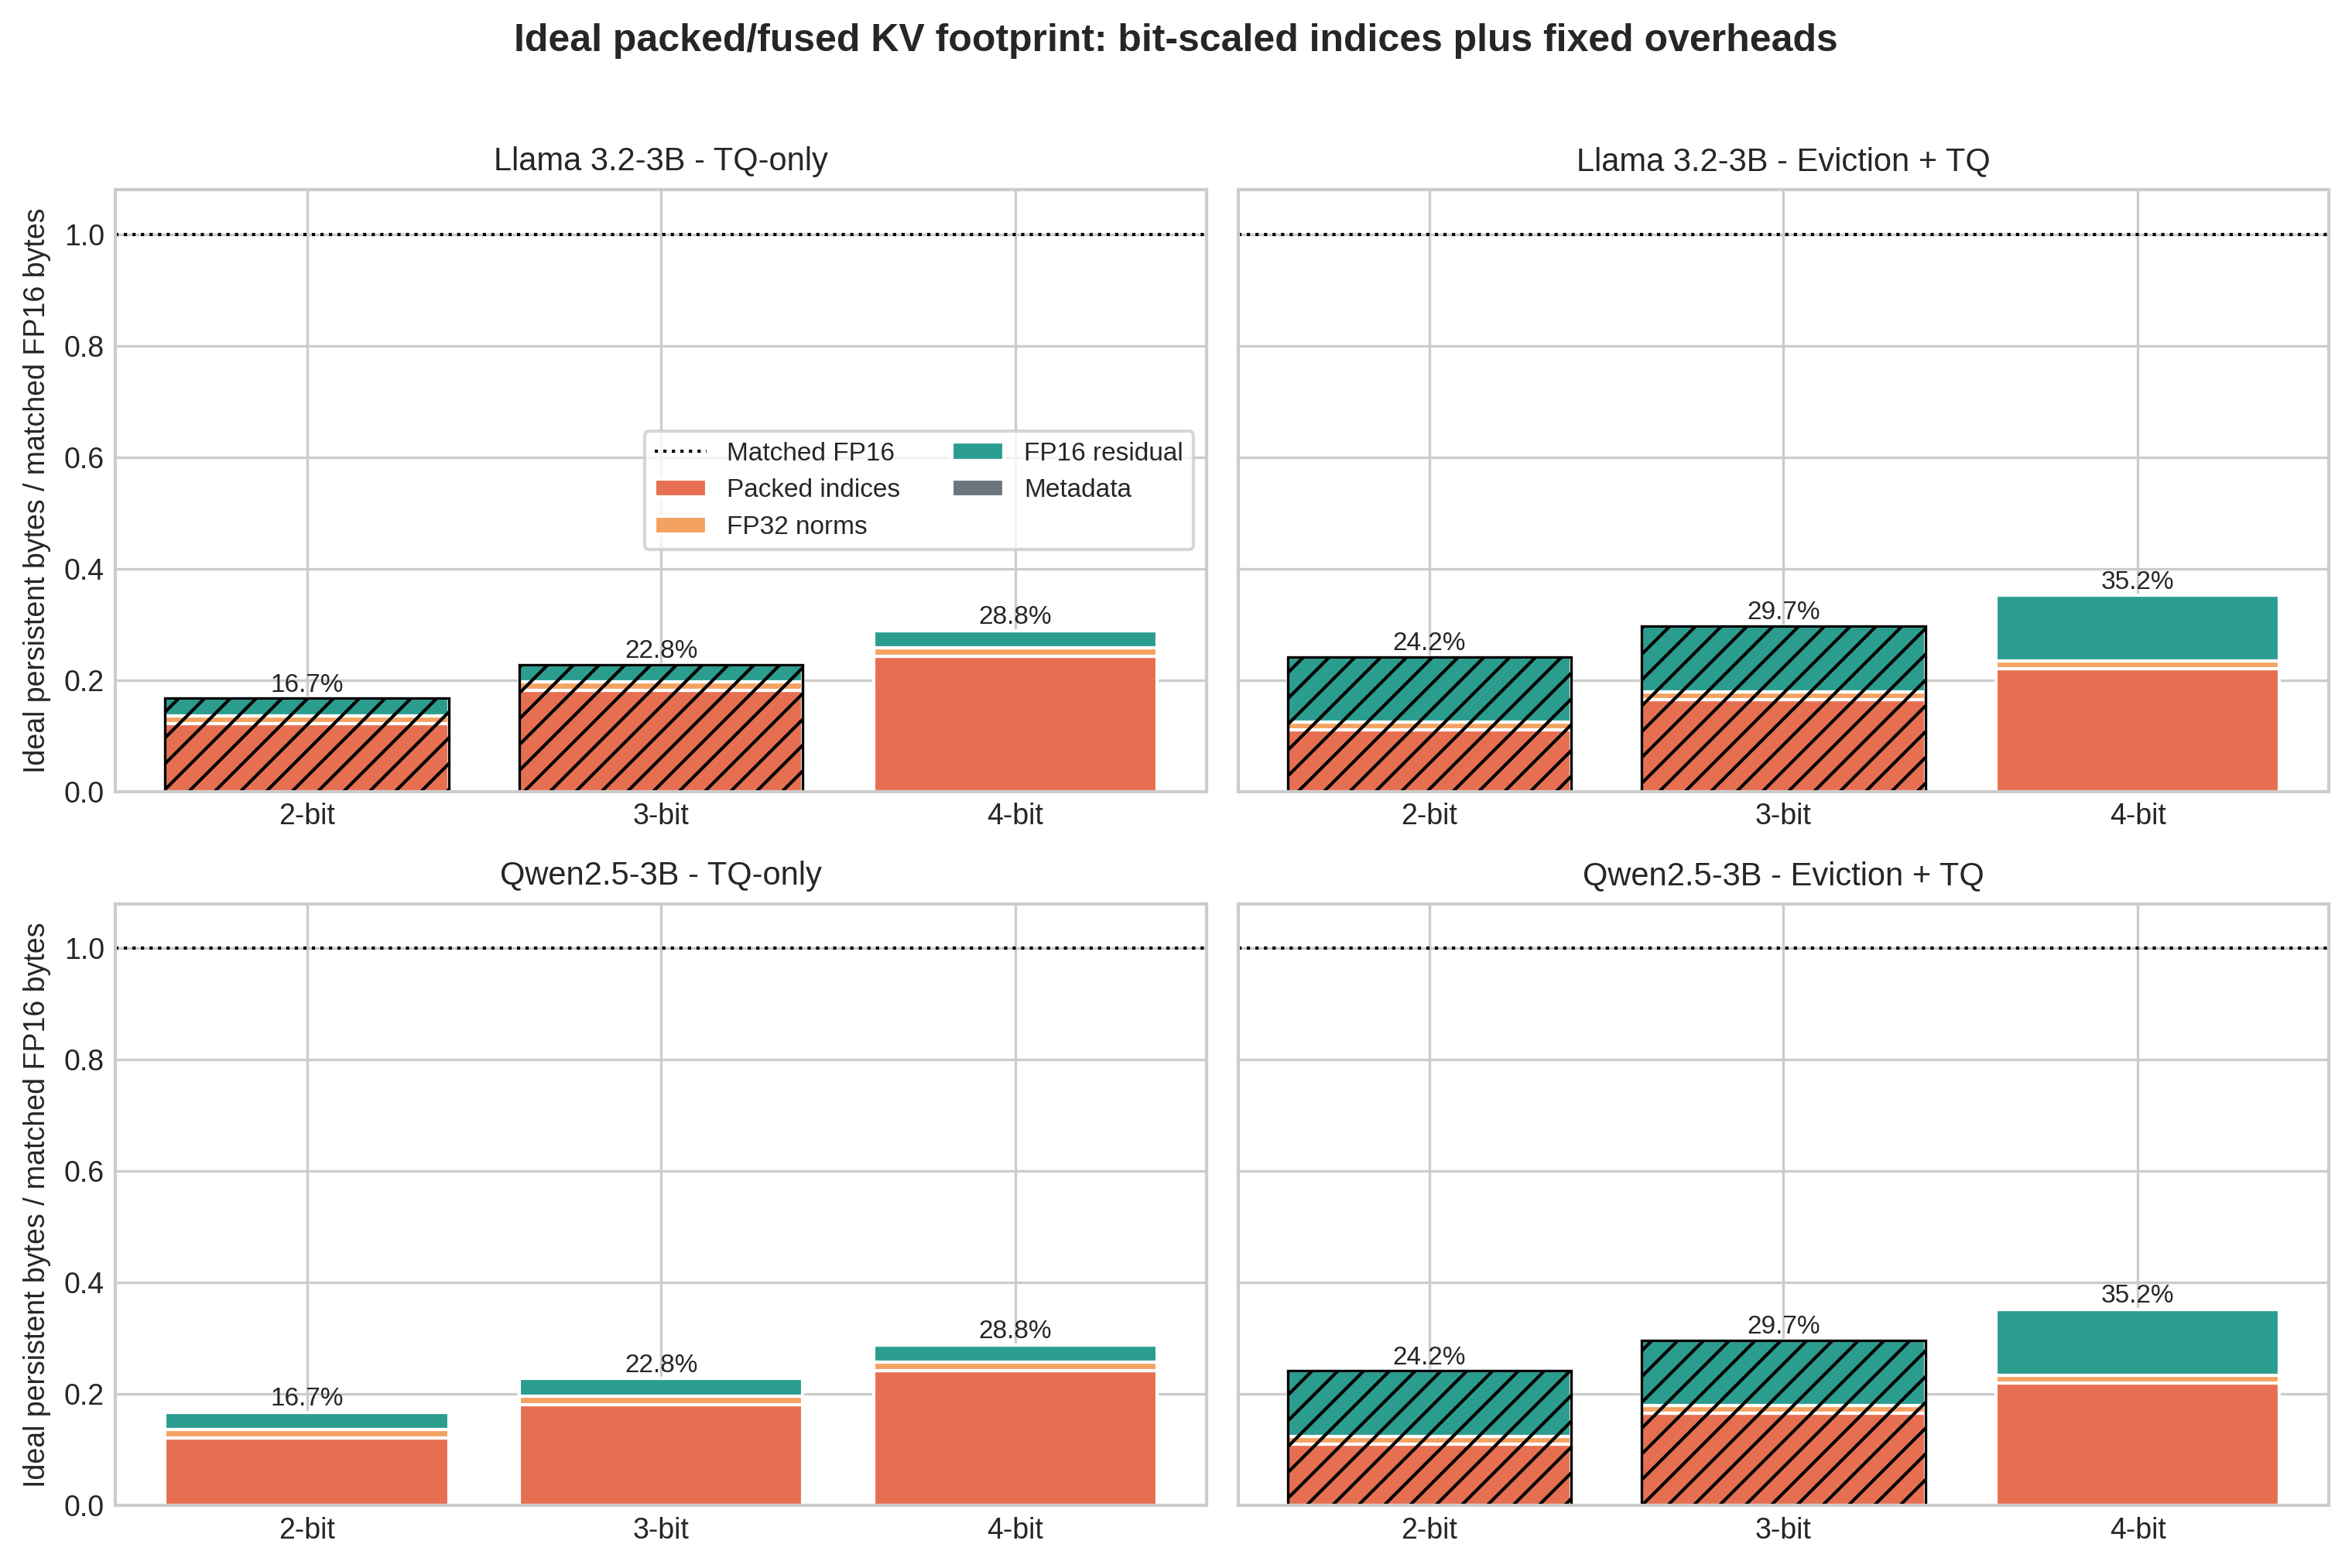 Ideal packed/fused KV footprint: bit-scaled indices plus fixed overheads
Llama 3.2-3B - TQ-only
Ideal persistent bytes / matched FP16 bytes
1.0
0.8
0.6
0.4
0.2
0.0
Matched FP16
Packed indices
FP32 norms
FP16 residual
Metadata
16.7%
22.8%
28.8%
2-bit
3-bit
4-bit
Llama 3.2-3B - Eviction + TQ
24.2%
29.7%
35.2%
2-bit
3-bit
4-bit
Qwen2.5-3B - TQ-only
Ideal persistent bytes / matched FP16 bytes
1.0
0.8
0.6
0.4
0.2
0.0
16.7%
22.8%
28.8%
2-bit
3-bit
4-bit
Qwen2.5-3B - Eviction + TQ
24.2%
29.7%
35.2%
2-bit
3-bit
4-bit